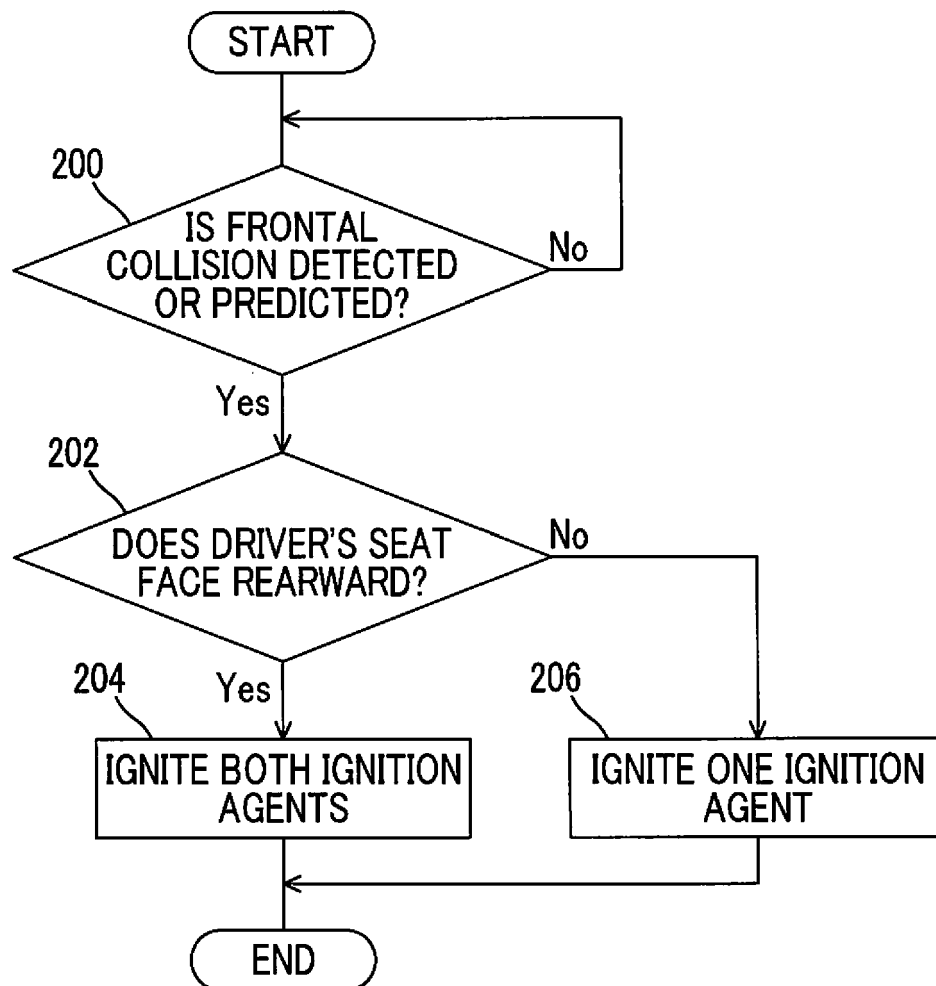 START
200
IS FRONTAL
COLLISION DETECTED
OR PREDICTED?
No
Yes
202
DOES DRIVER'S SEAT
FACE REARWARD?
No
Yes
204
IGNITE BOTH IGNITION
AGENTS
206
IGNITE ONE IGNITION
AGENT
END